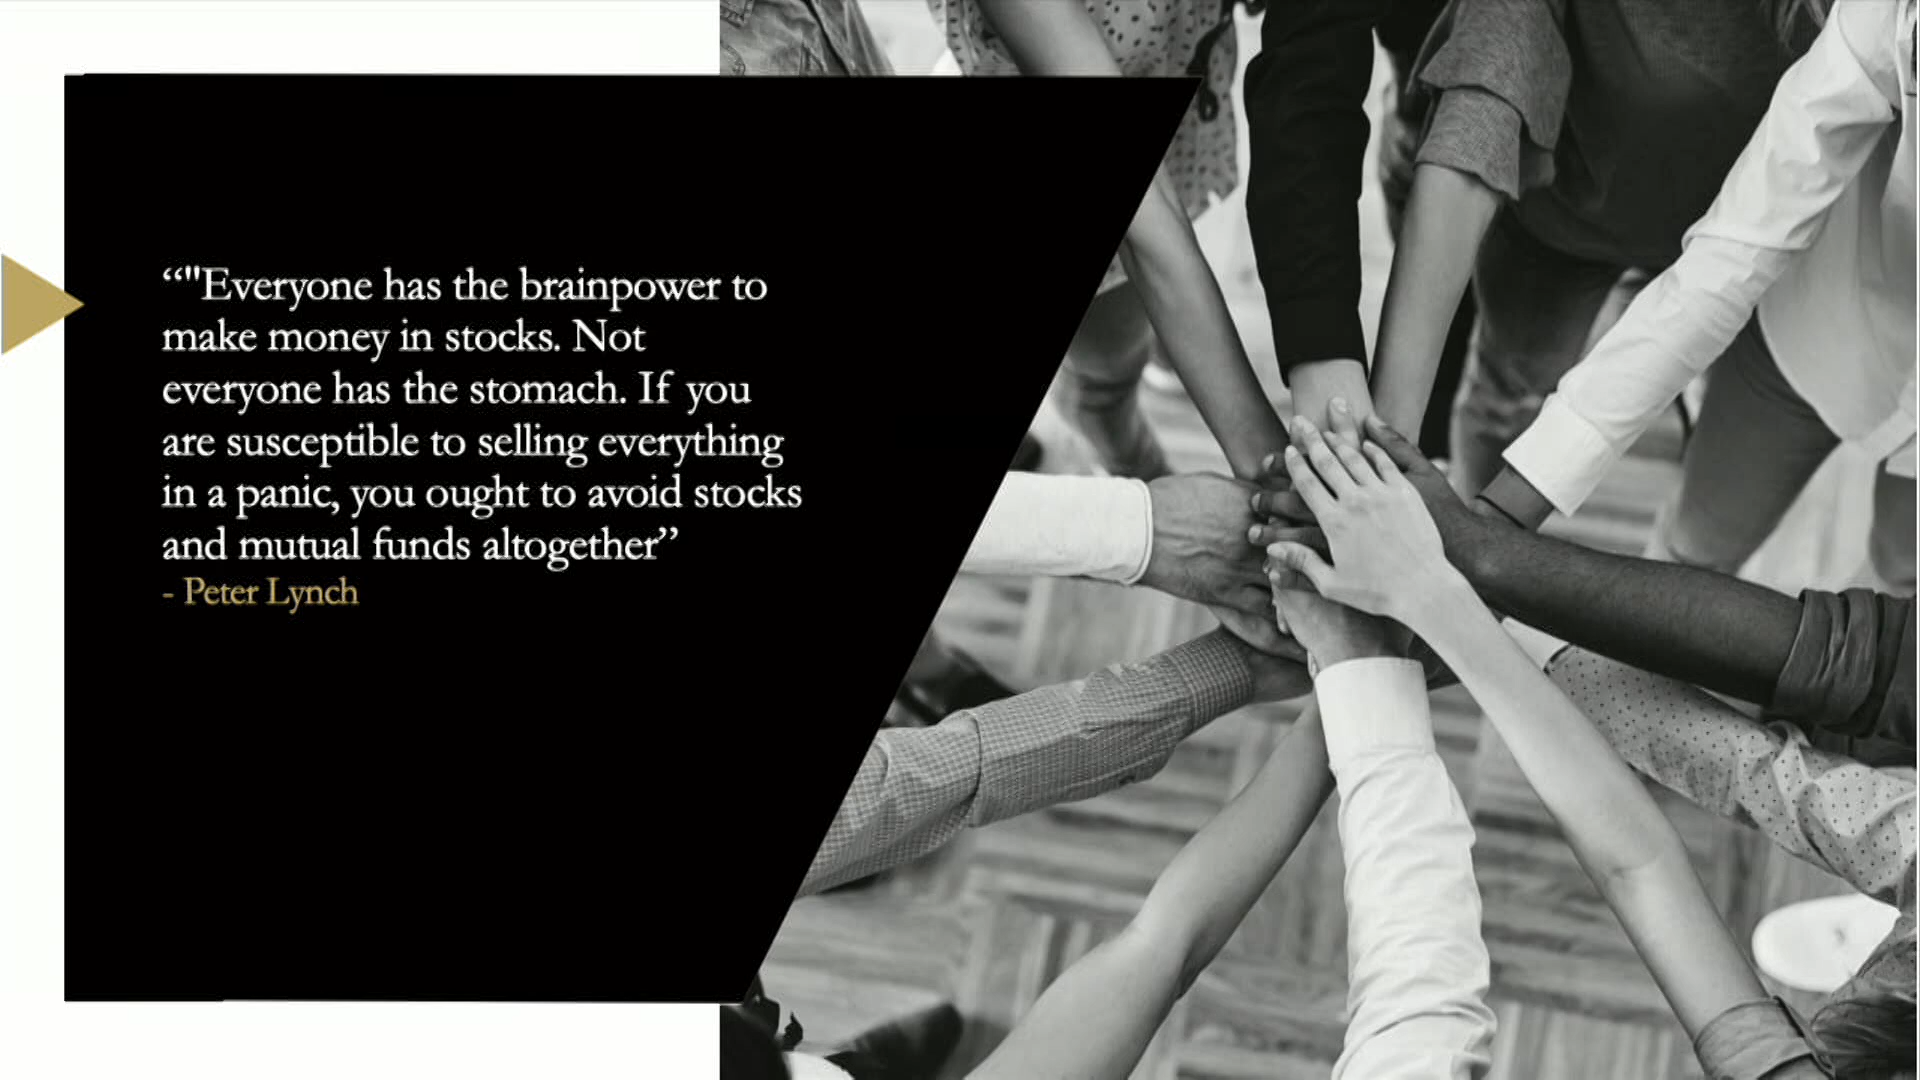 “"Everyone has the brainpower to
make money in stocks. Not
everyone has the stomach. If you
are susceptible to selling everything
in a panic, you ought to avoid stocks
and mutual funds altogether”
- Peter Lynch